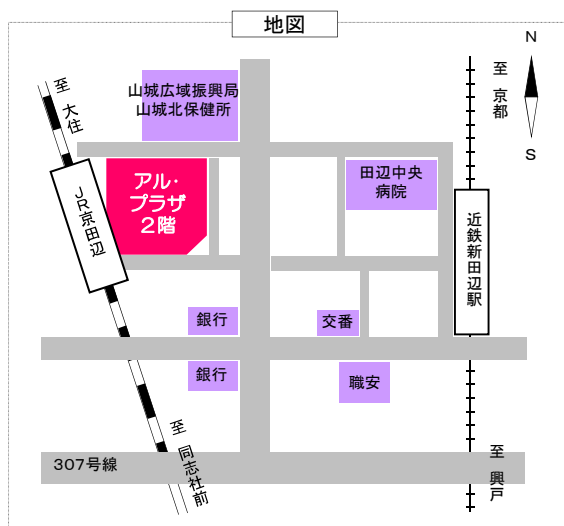 地図
N
S
至 大住
至 京都
山城広域振興局
山城北保健所
アル・
プラザ
2階
田辺中央
病院
JR京田辺
近鉄新田辺駅
銀行
交番
銀行
職安
307号線
至 同志社前
至 興戸